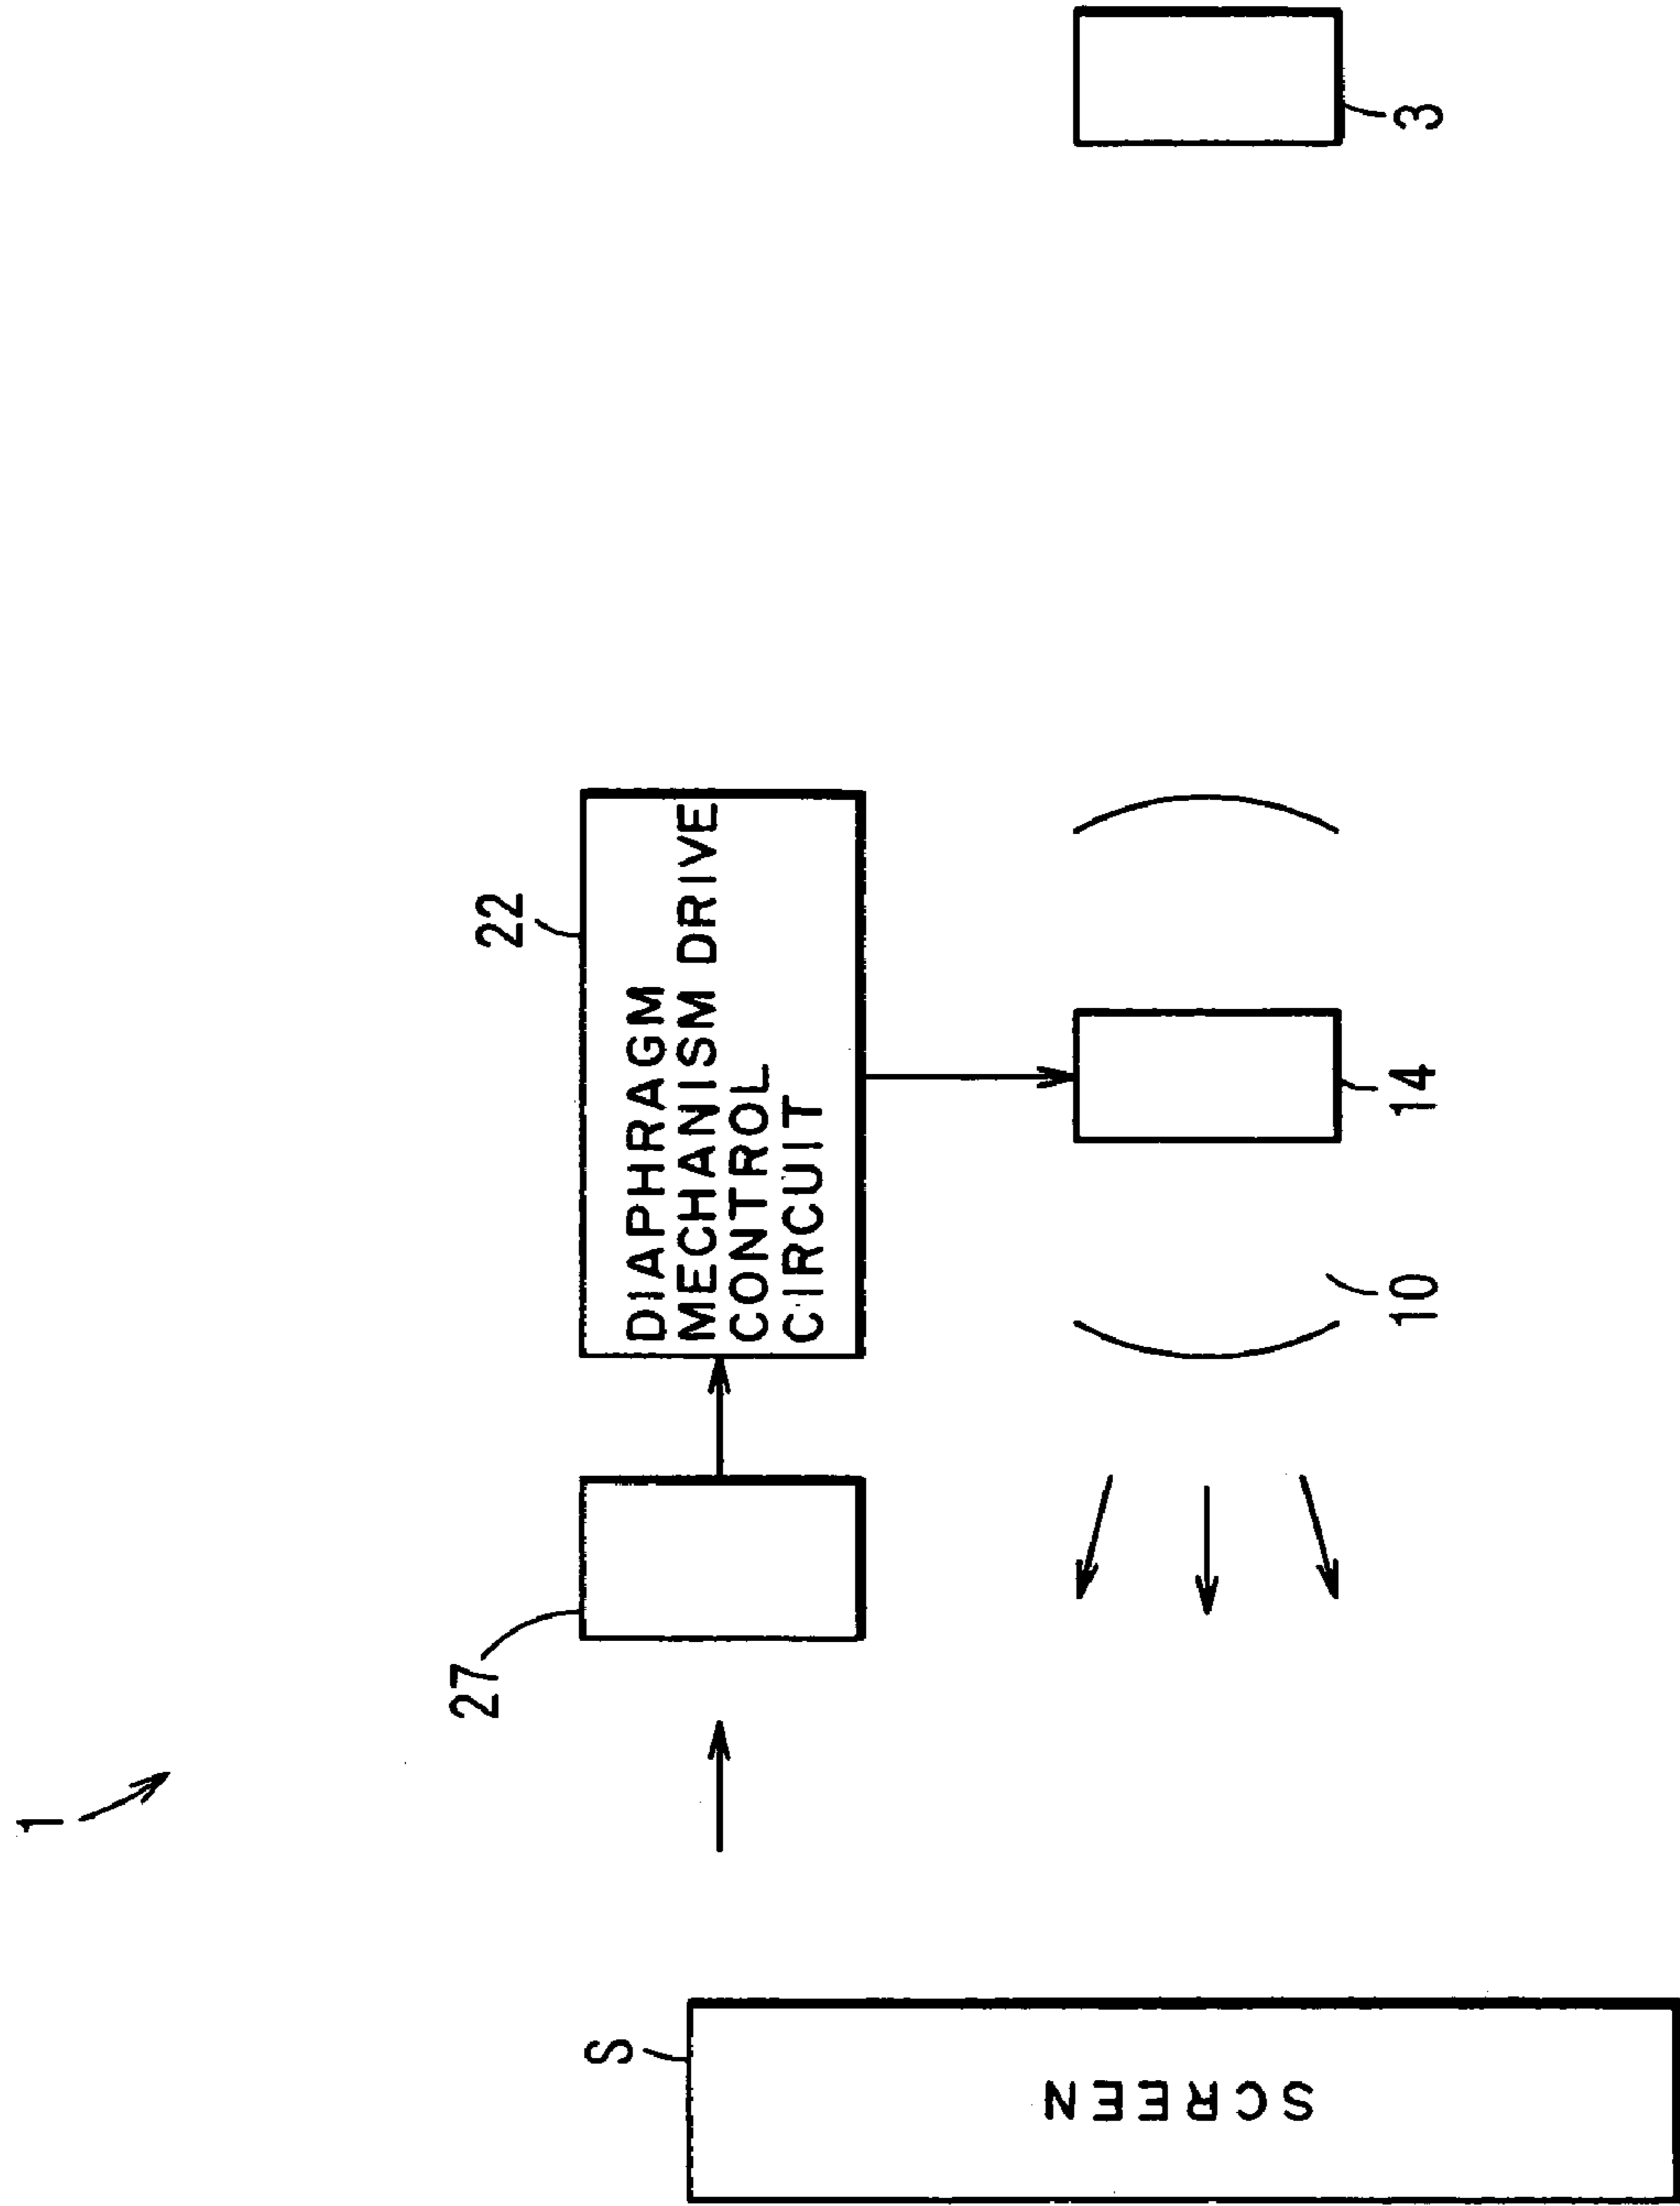 1
S
SCREEN
27
22
DIAPHRAGM
MECHANISM DRIVE
CONTROL
CIRCUIT
10
14
3